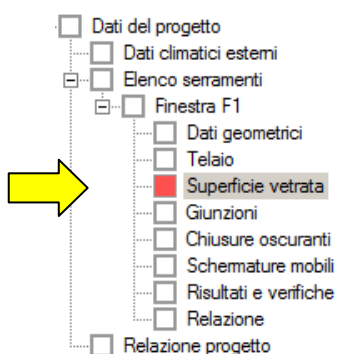 Dati del progetto
Dati climatici esterni
Elenco serramenti
Finestra F1
Dati geometrici
Telaio
Superficie vetrata
Giunzioni
Chiusure oscuranti
Schermature mobili
Risultati e verifiche
Relazione
Relazione progetto